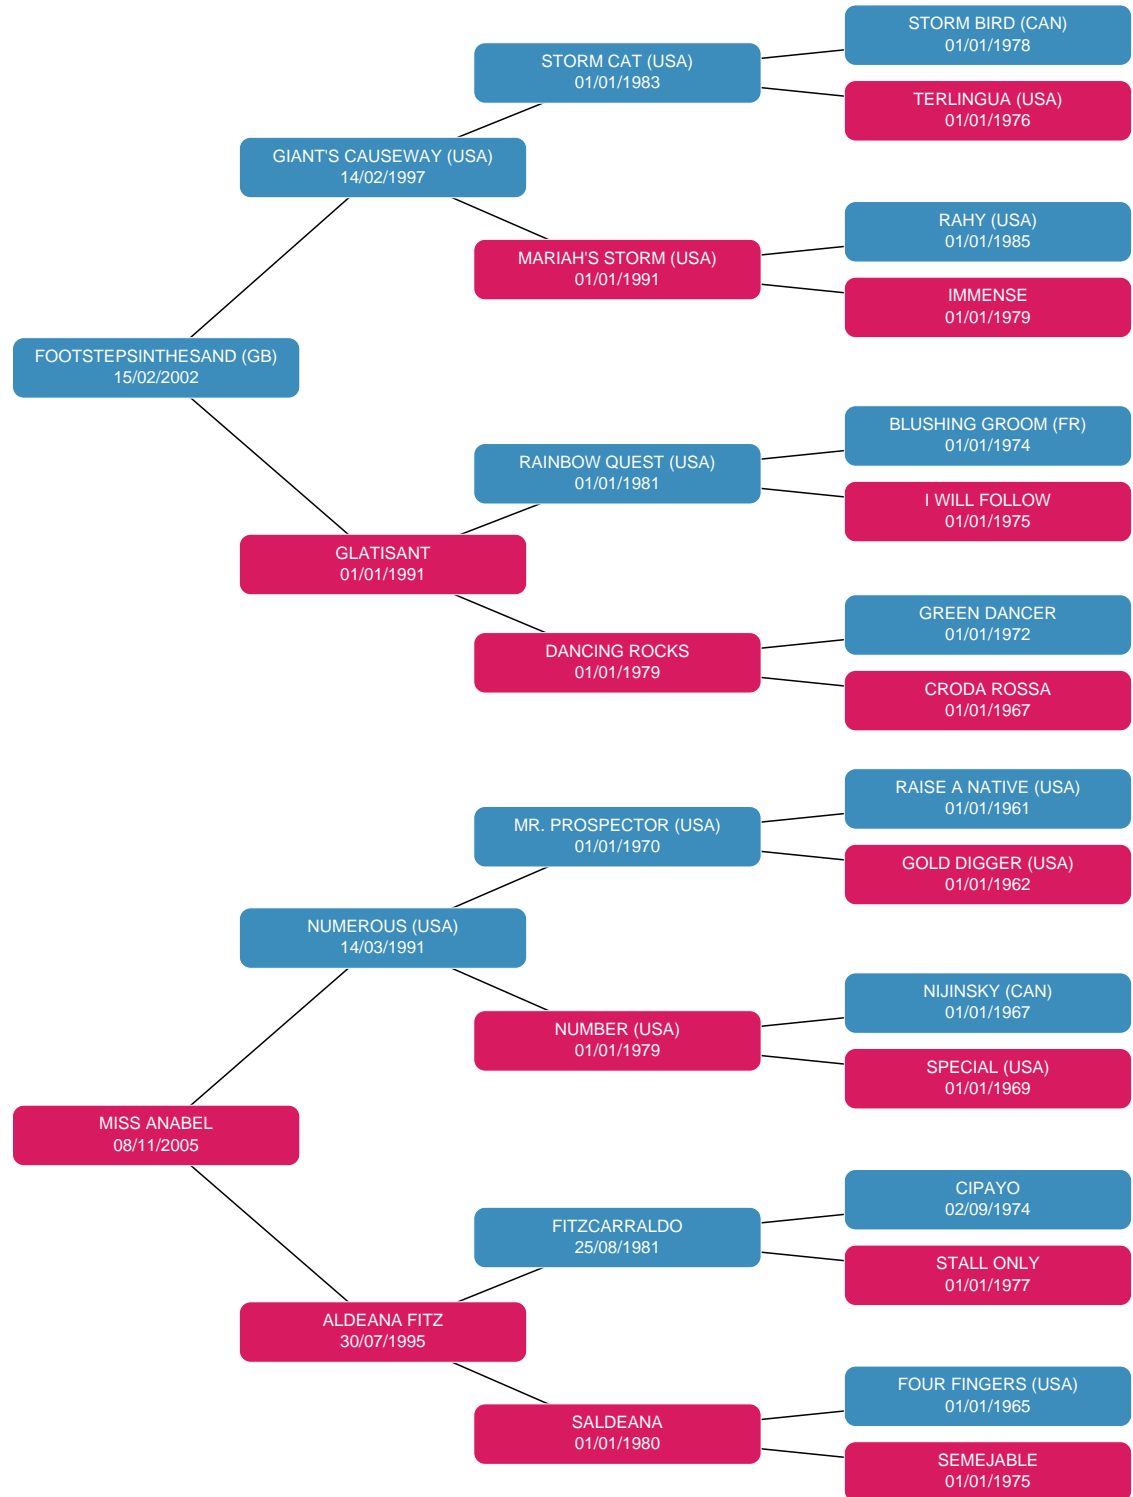 STORM BIRD (CAN)
01/01/1978
STORM CAT (USA)
01/01/1983
TERLINGUA (USA)
01/01/1976
GIANT'S CAUSEWAY (USA)
14/02/1997
RAHY (USA)
01/01/1985
MARIAH'S STORM (USA)
01/01/1991
IMMENSE
01/01/1979
FOOTSTEPSINTHESAND (GB)
15/02/2002
BLUSHING GROOM (FR)
01/01/1974
RAINBOW QUEST (USA)
01/01/1981
I WILL FOLLOW
01/01/1975
GLATISANT
01/01/1991
GREEN DANCER
01/01/1972
DANCING ROCKS
01/01/1979
CRODA ROSSA
01/01/1967
RAISE A NATIVE (USA)
01/01/1961
MR. PROSPECTOR (USA)
01/01/1970
GOLD DIGGER (USA)
01/01/1962
NUMEROUS (USA)
14/03/1991
NIJINSKY (CAN)
01/01/1967
NUMBER (USA)
01/01/1979
SPECIAL (USA)
01/01/1969
MISS ANABEL
08/11/2005
CIPAYO
02/09/1974
FITZCARRALDO
25/08/1981
STALL ONLY
01/01/1977
ALDEANA FITZ
30/07/1995
FOUR FINGERS (USA)
01/01/1965
SALDEANA
01/01/1980
SEMEJABLE
01/01/1975